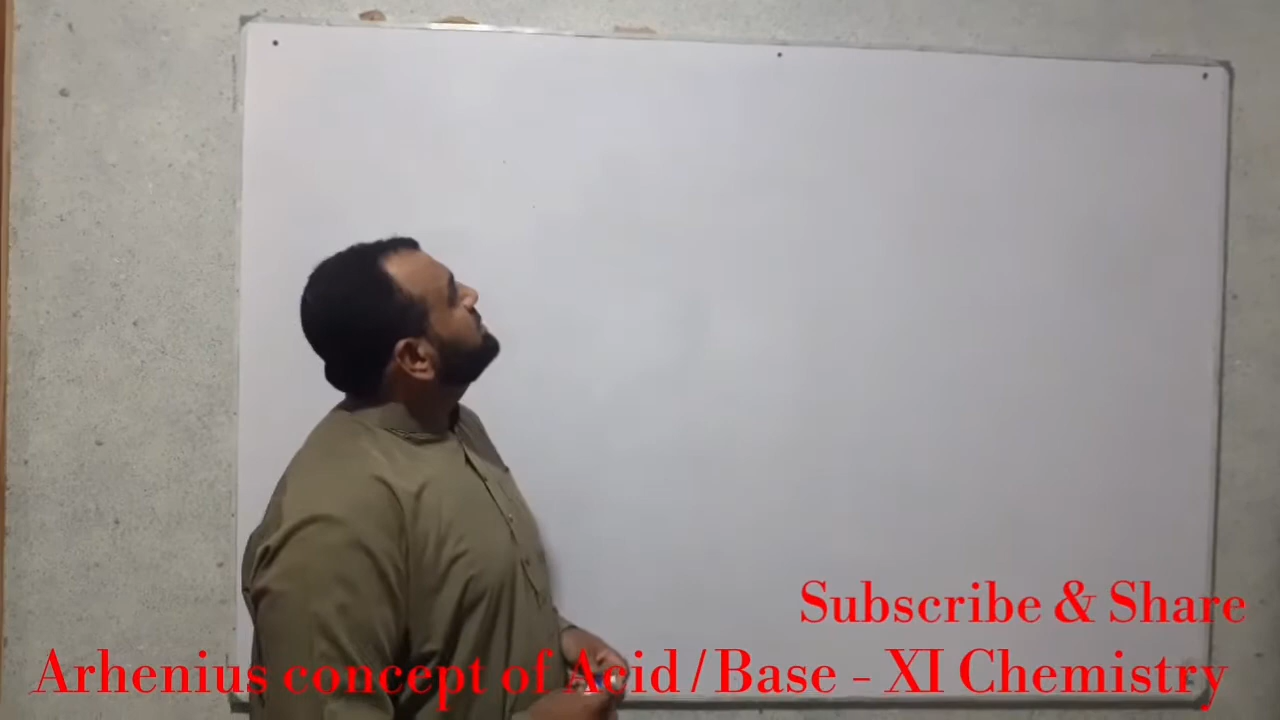 Subscribe & Share
Arhenius concept of Acid / Base - XI Chemistry